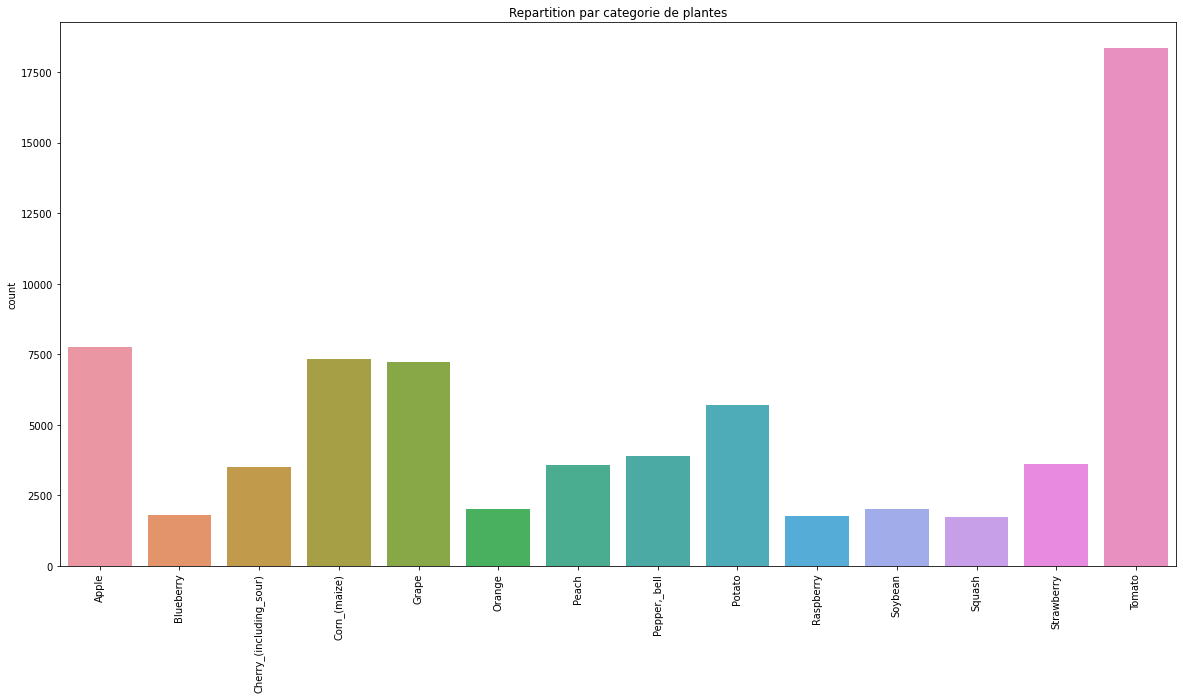 Repartition par categorie de plantes
17500
15000
12500
10000
7500
5000
2500
0
count
Apple
Blueberry
Cherry_(including_sour)
Corn_(maize)
Grape
Orange
Peach
Pepper,_bell
Potato
Raspberry
Soybean
Squash
Strawberry
Tomato